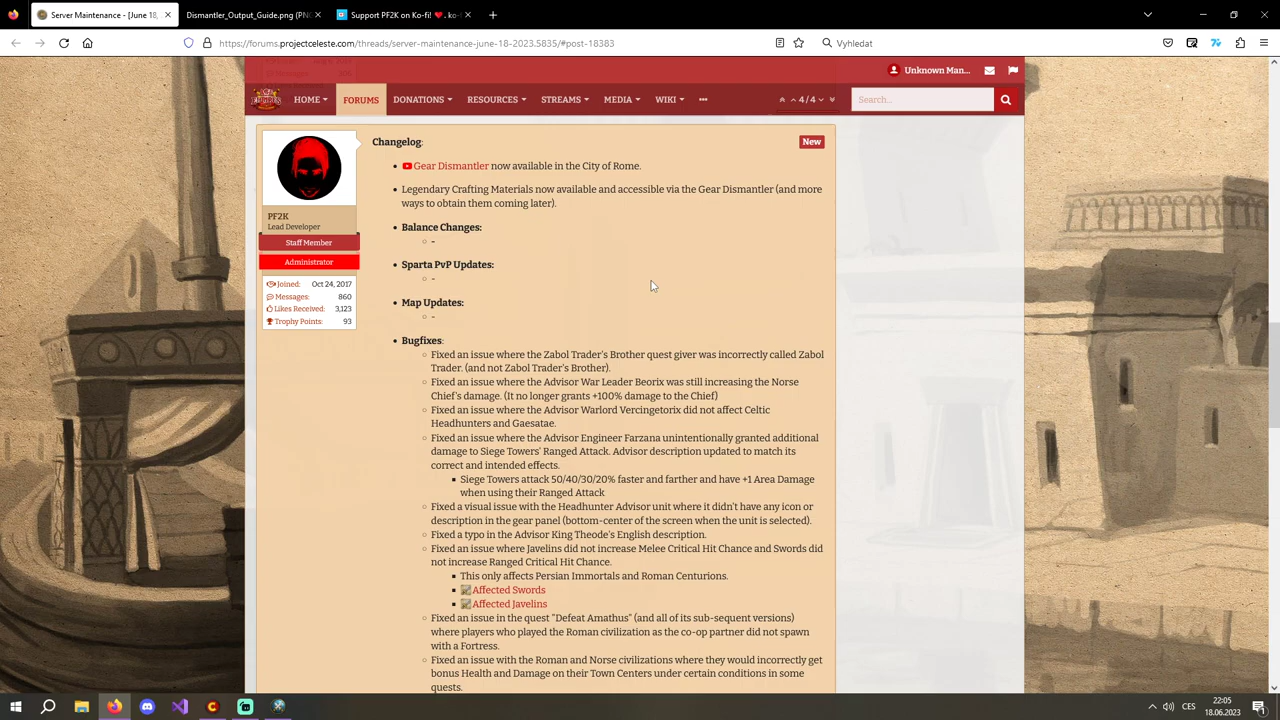 Server Maintenance - [June 18,
Dismantler_Output_Guide.png (PN
Support PF2K on Ko-fi! ❤. ko-f
https://forums.projectceleste.com/threads/server-maintenance-june-18-2023.5835/#post-18383
Vyhledat
Unknown Man...
HOME FORUMS DONATIONS RESOURCES STREAMS MEDIA WIKI ••• 4 / 4 Search...
Changelog:
New
Gear Dismantler now available in the City of Rome.
Legendary Crafting Materials now available and accessible via the Gear Dismantler (and more
ways to obtain them coming later).
PF2K
Lead Developer
Staff Member
Administrator
Joined: Oct 24, 2017
Messages: 860
Likes Received: 3,123
Trophy Points: 93
Balance Changes:
-
Sparta PvP Updates:
-
Map Updates:
-
Bugfixes:
Fixed an issue where the Zabol Trader's Brother quest giver was incorrectly called Zabol
Trader. (and not Zabol Trader's Brother).
Fixed an issue where the Advisor War Leader Beorix was still increasing the Norse
Chief's damage. (It no longer grants +100% damage to the Chief)
Fixed an issue where the Advisor Warlord Vercingetorix did not affect Celtic
Headhunters and Gaesatae.
Fixed an issue where the Advisor Engineer Farzana unintentionally granted additional
damage to Siege Towers' Ranged Attack. Advisor description updated to match its
correct and intended effects.
Siege Towers attack 50/40/30/20% faster and farther and have +1 Area Damage
when using their Ranged Attack
Fixed a visual issue with the Headhunter Advisor unit where it didn't have any icon or
description in the gear panel (bottom-center of the screen when the unit is selected).
Fixed a typo in the Advisor King Theode's English description.
Fixed an issue where Javelins did not increase Melee Critical Hit Chance and Swords did
not increase Ranged Critical Hit Chance.
This only affects Persian Immortals and Roman Centurions.
Affected Swords
Affected Javelins
Fixed an issue in the quest "Defeat Amathus" (and all of its sub-sequent versions)
where players who played the Roman civilization as the co-op partner did not spawn
with a Fortress.
Fixed an issue with the Roman and Norse civilizations where they would incorrectly get
bonus Health and Damage on their Town Centers under certain conditions in some
quests.
CES
22:05
18.06.2023